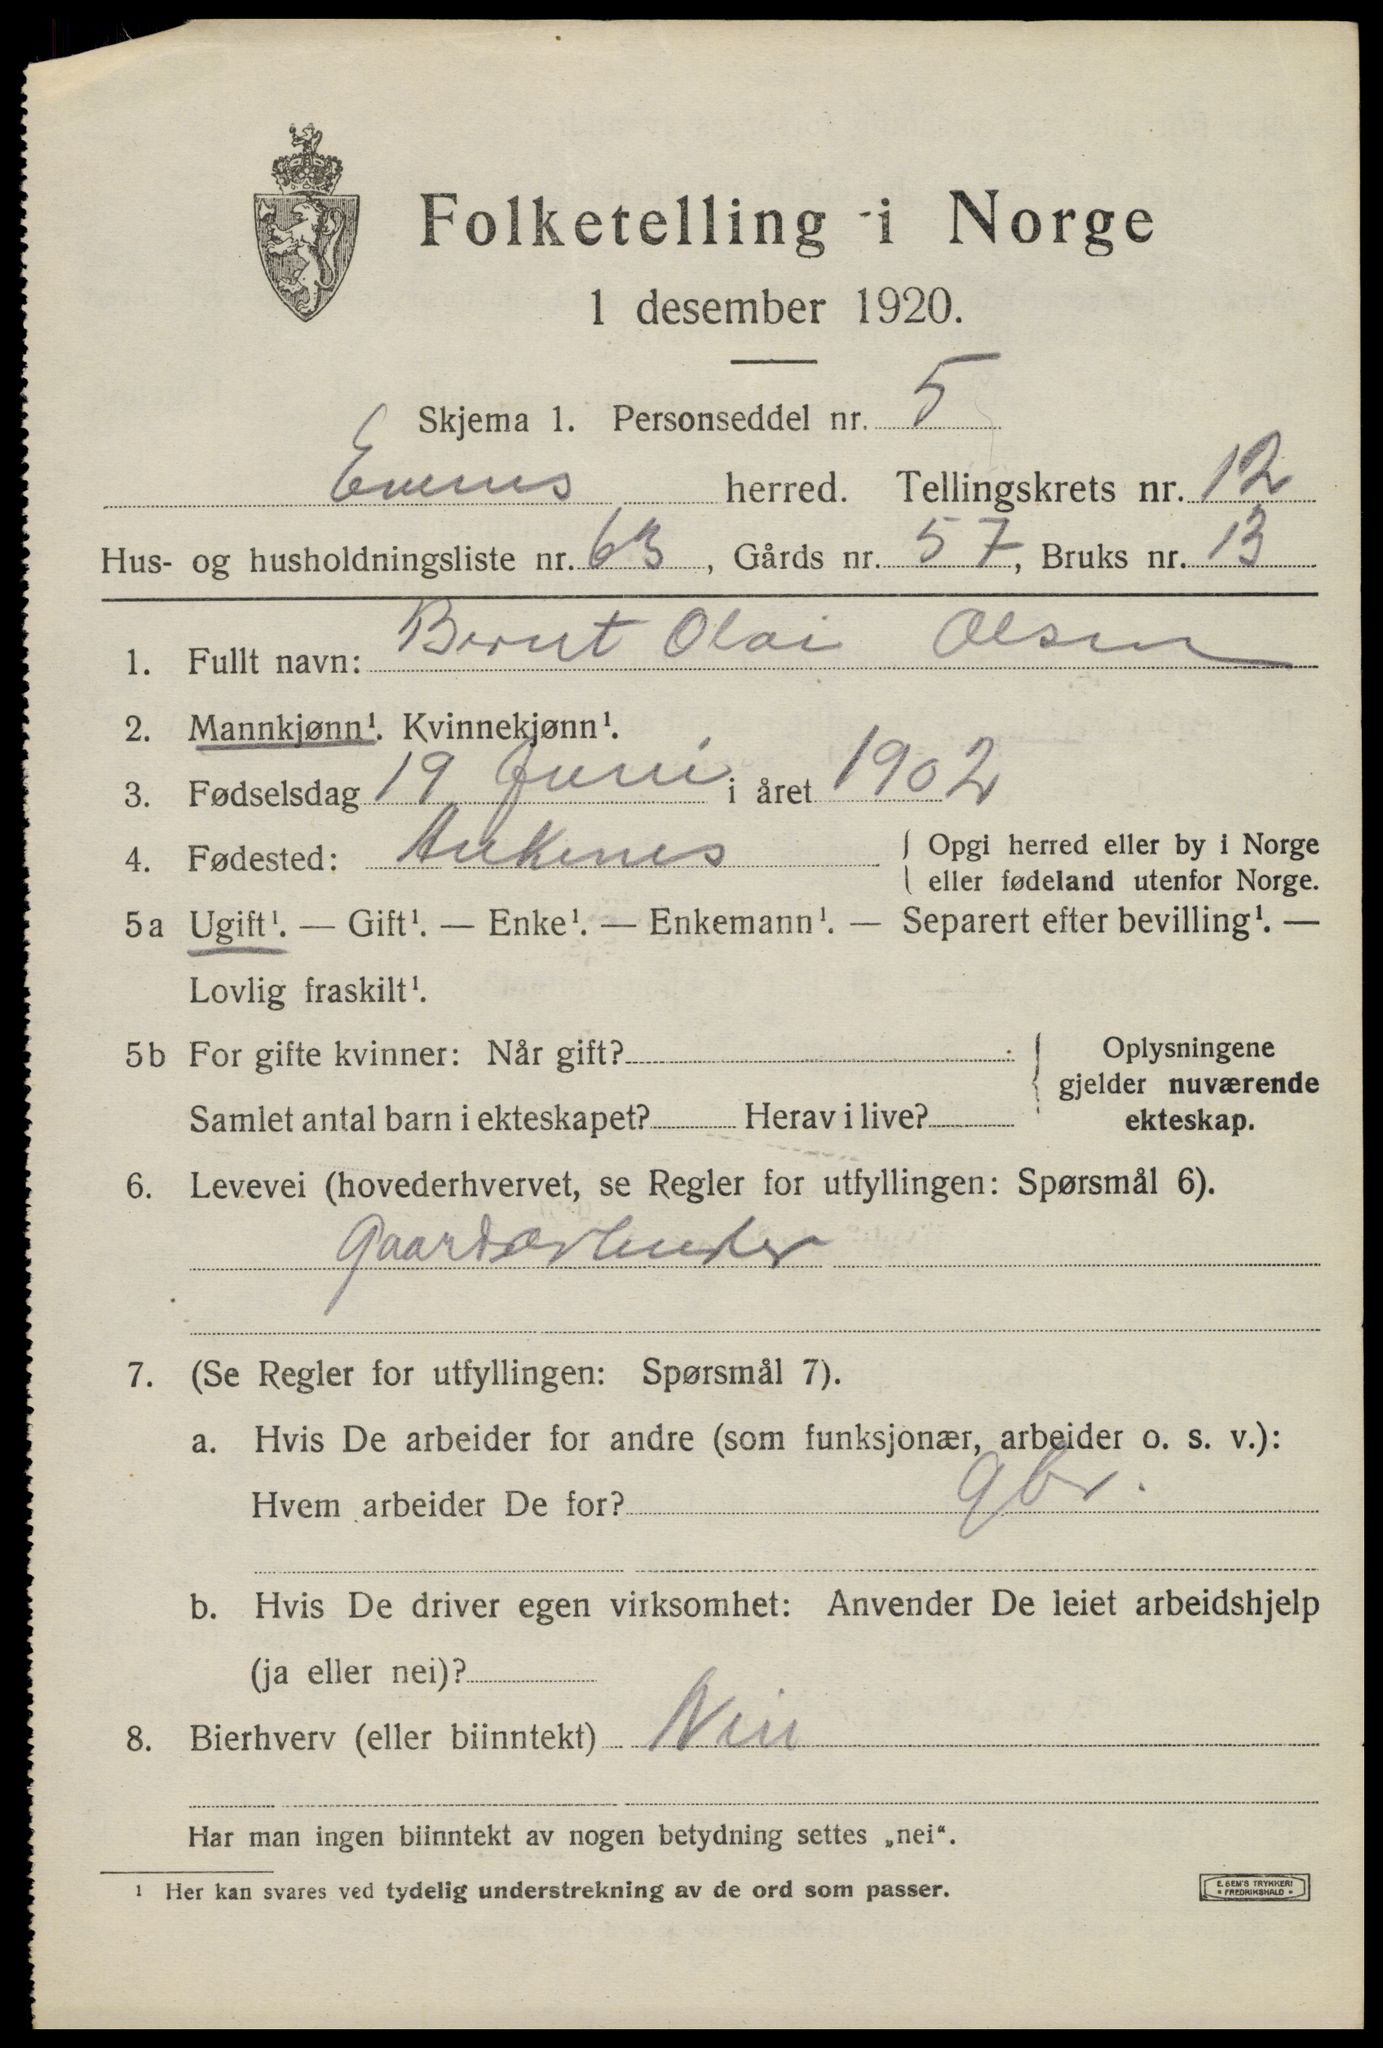 Folketelling i Norge
1 desember 1920.
Skjema 1. Personseddel nr. 5
Evenes herred. Tellingskrets nr. 12
Hus- og husholdningsliste nr. 63, Gårds nr. 57, Bruks nr. 13
1. Fullt navn: Bernt Olai Olsen
2. Mannkjønn¹. Kvinnekjønn¹.
3. Fødselsdag 19 Juni i året 1902
4. Fødested: Ankenes { Opgi herred eller by i Norge
eller fødeland utenfor Norge.
5a Ugift¹. — Gift¹. — Enke¹. — Enkemann¹. — Separert efter bevilling¹. —
Lovlig fraskilt¹.
5b For gifte kvinner: Når gift? { Oplysningene
gjelder nuværende
Samlet antal barn i ekteskapet? Herav i live? ekteskap.
6. Levevei (hovederhvervet, se Regler for utfyllingen: Spørsmål 6).
7. (Se Regler for utfyllingen: Spørsmål 7).
a. Hvis De arbeider for andre (som funksjonær, arbeider o. s. v.):
Hvem arbeider De for? gbr.
b. Hvis De driver egen virksomhet: Anvender De leiet arbeidshjelp
(ja eller nei)?
8. Bierhverv (eller biinntekt) Nei
Har man ingen biinntekt av nogen betydning settes „nei“.
¹ Her kan svares ved tydelig understrekning av de ord som passer.
E. SEM'S TRYKKERI
* FREDRIKSHALD *